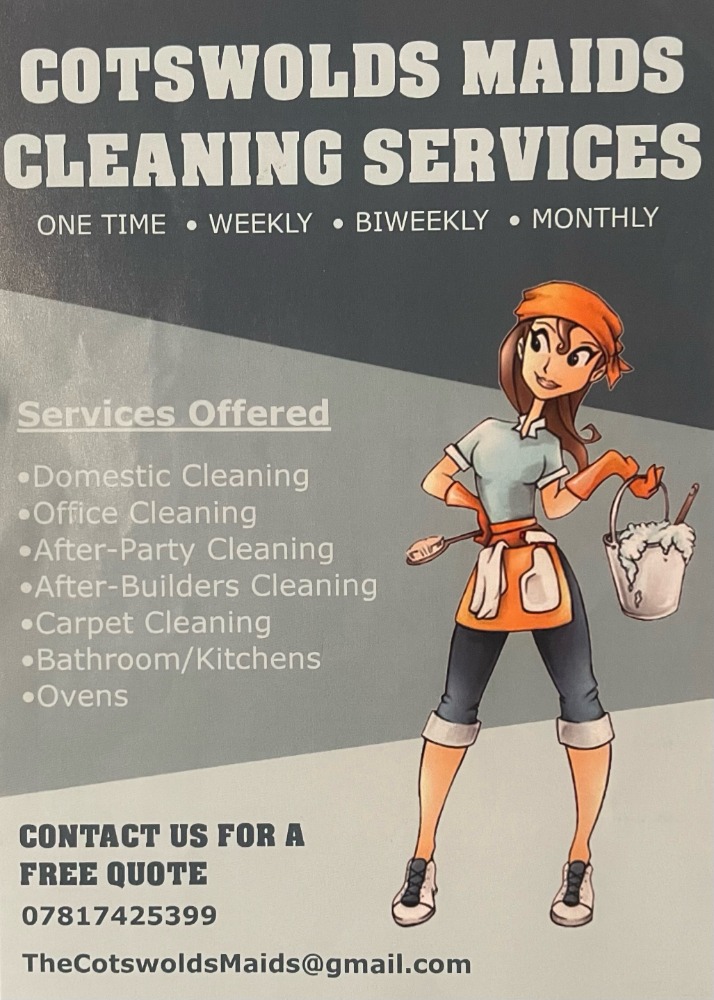 COTSWOLDS MAIDS
CLEANING SERVICES
ONE TIME • WEEKLY • BIWEEKLY • MONTHLY
Services Offered
•Domestic Cleaning
•Office Cleaning
•After-Party Cleaning
•After-Builders Cleaning
•Carpet Cleaning
•Bathroom/Kitchens
•Ovens
CONTACT US FOR A
FREE QUOTE
07817425399
TheCotswoldsMaids@gmail.com